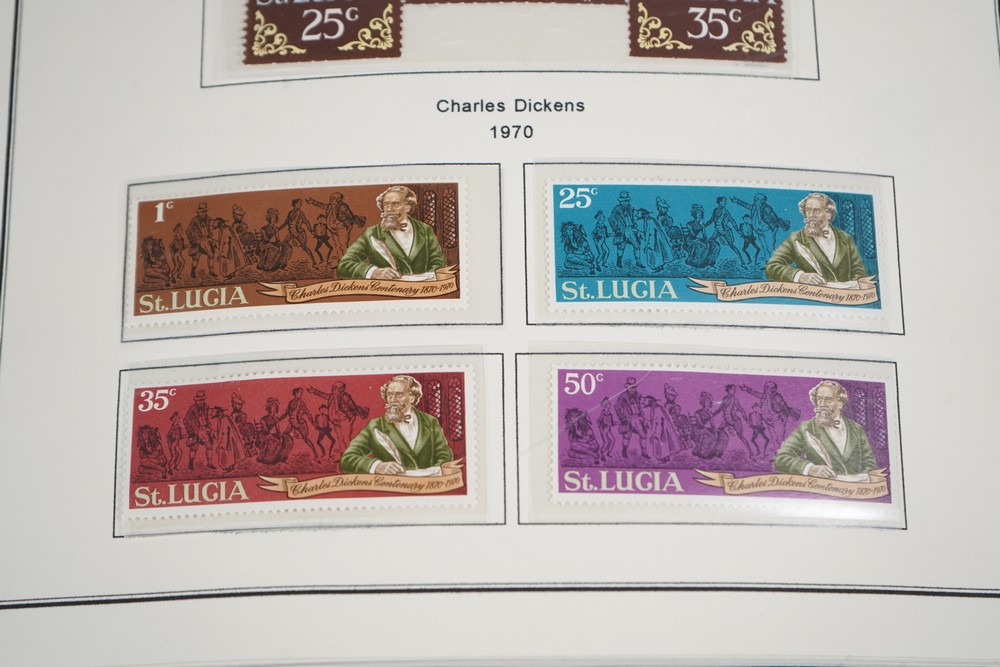 25c
35c
Charles Dickens
1970
1c
St. LUCIA
Charles Dickens Centenary 1870-1970
25c
St. LUCIA
Charles Dickens Centenary 1870-1970
35c
St. LUCIA
Charles Dickens Centenary 1870-1970
50c
St. LUCIA
Charles Dickens Centenary 1870-1970